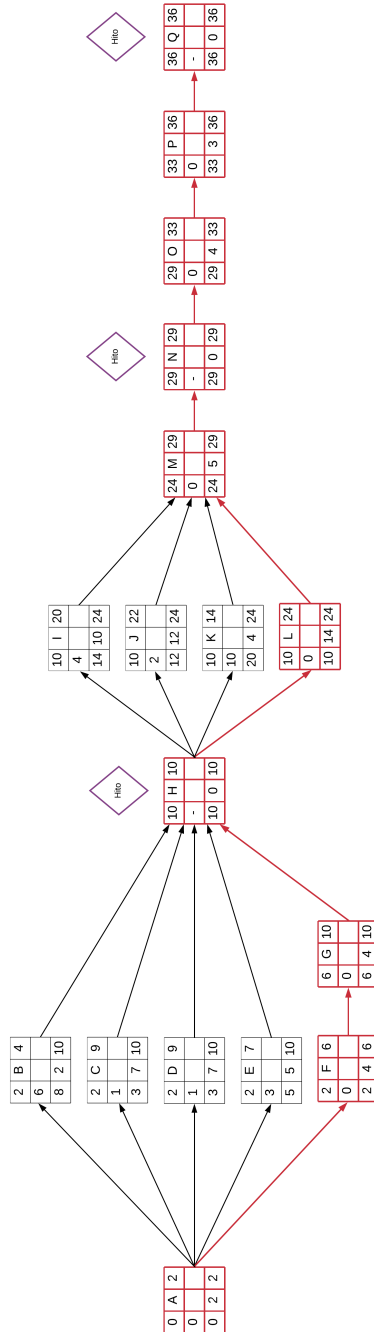 0 A 2
0
0 2 2
2 B 4
6
8 2 10
2 C 9
1
3 7 10
2 D 9
1
3 7 10
2 E 7
3
5 5 10
2 F 6
0
2 4 6
6 G 10
0
6 4 10
Hito
10 H 10
-
10 0 10
10 I 20
4
14 10 24
10 J 22
2
12 12 24
10 K 14
10
20 4 24
10 L 24
0
10 14 24
24 M 29
0
24 5 29
Hito
29 N 29
-
29 0 29
29 O 33
0
29 4 33
33 P 36
0
33 3 36
Hito
36 Q 36
-
36 0 36